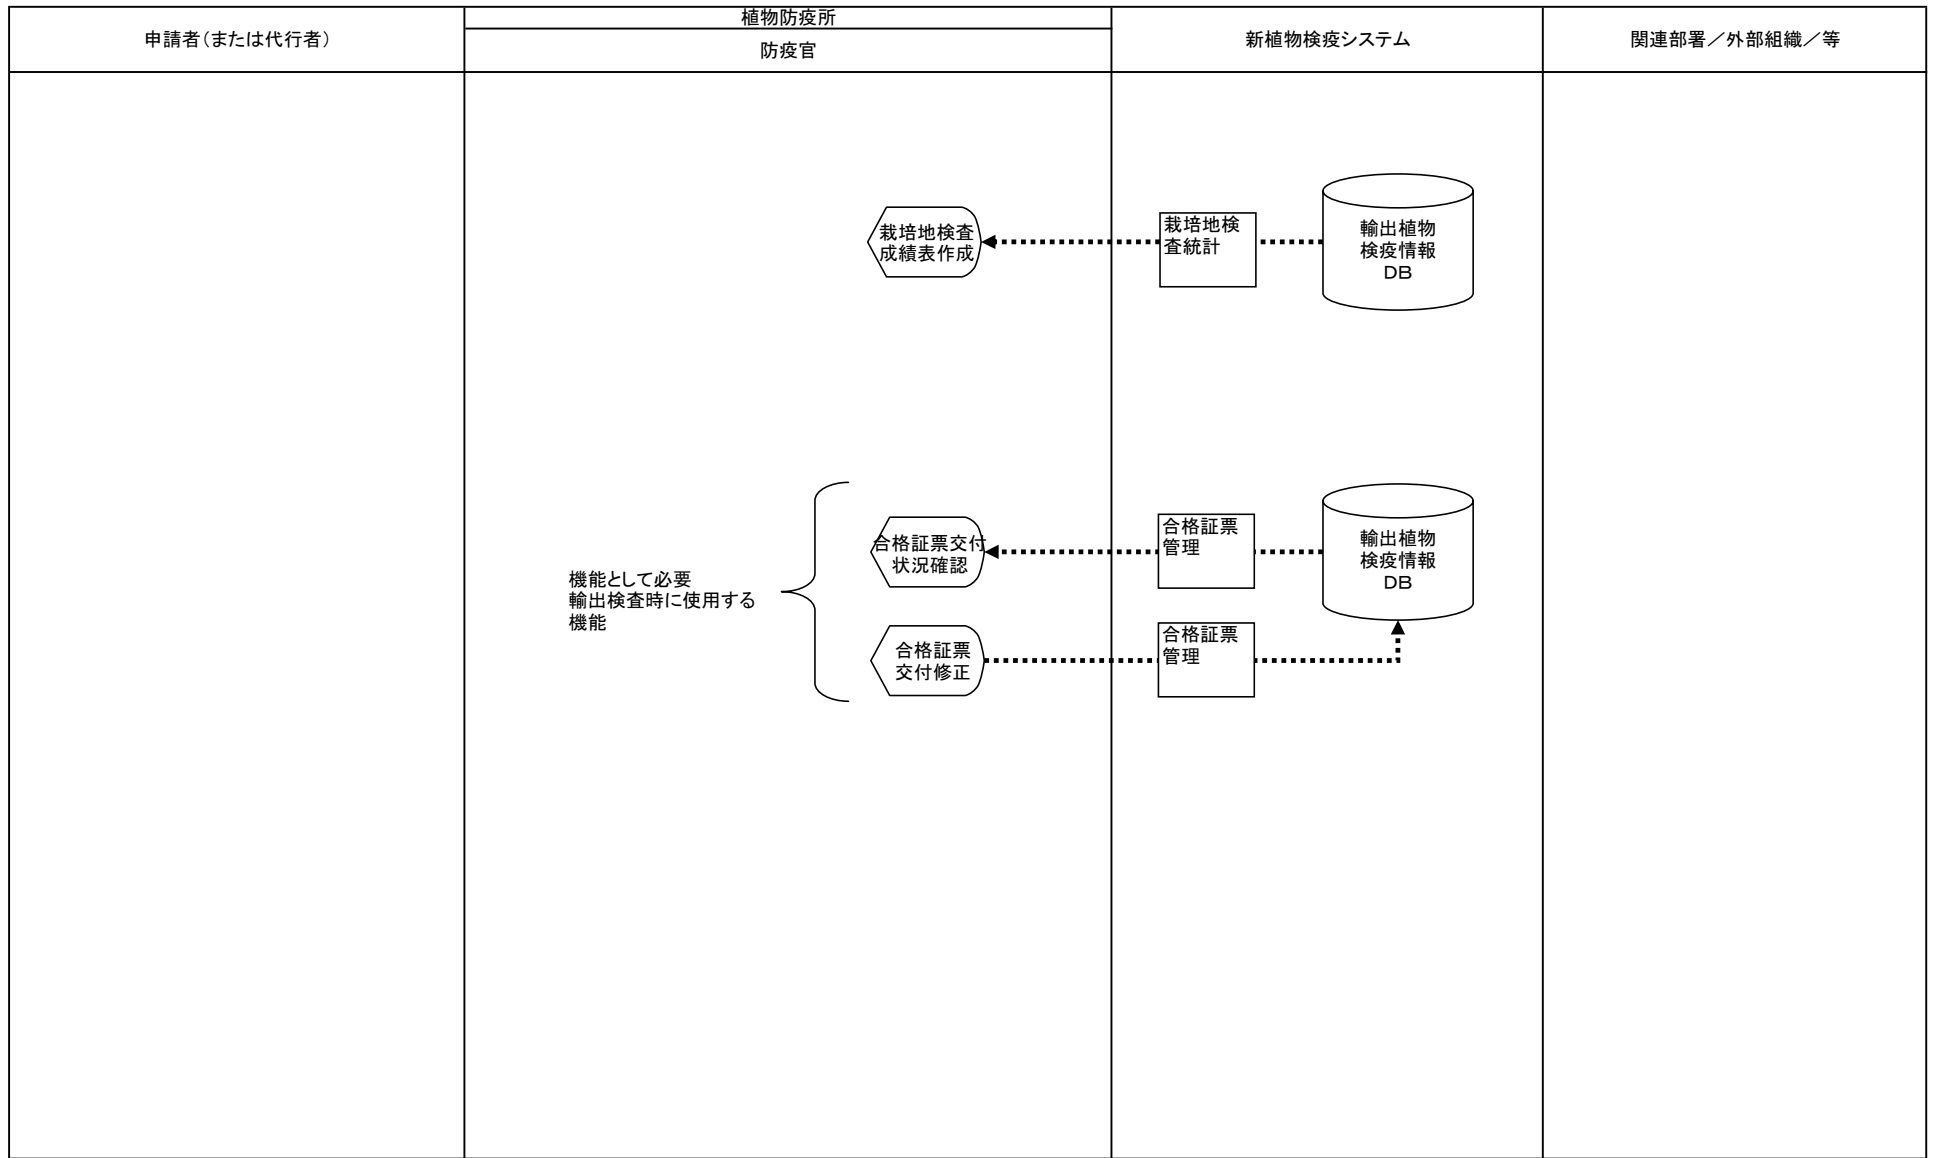 申請者（または代行者）
植物防疫所
防疫官
新植物検疫システム
関連部署／外部組織／等
栽培地検査
成績表作成
栽培地検
査統計
輸出植物
検疫情報
ＤＢ
機能として必要
輸出検査時に使用する
機能
合格証票交付
状況確認
合格証票
管理
輸出植物
検疫情報
ＤＢ
合格証票
交付修正
合格証票
管理